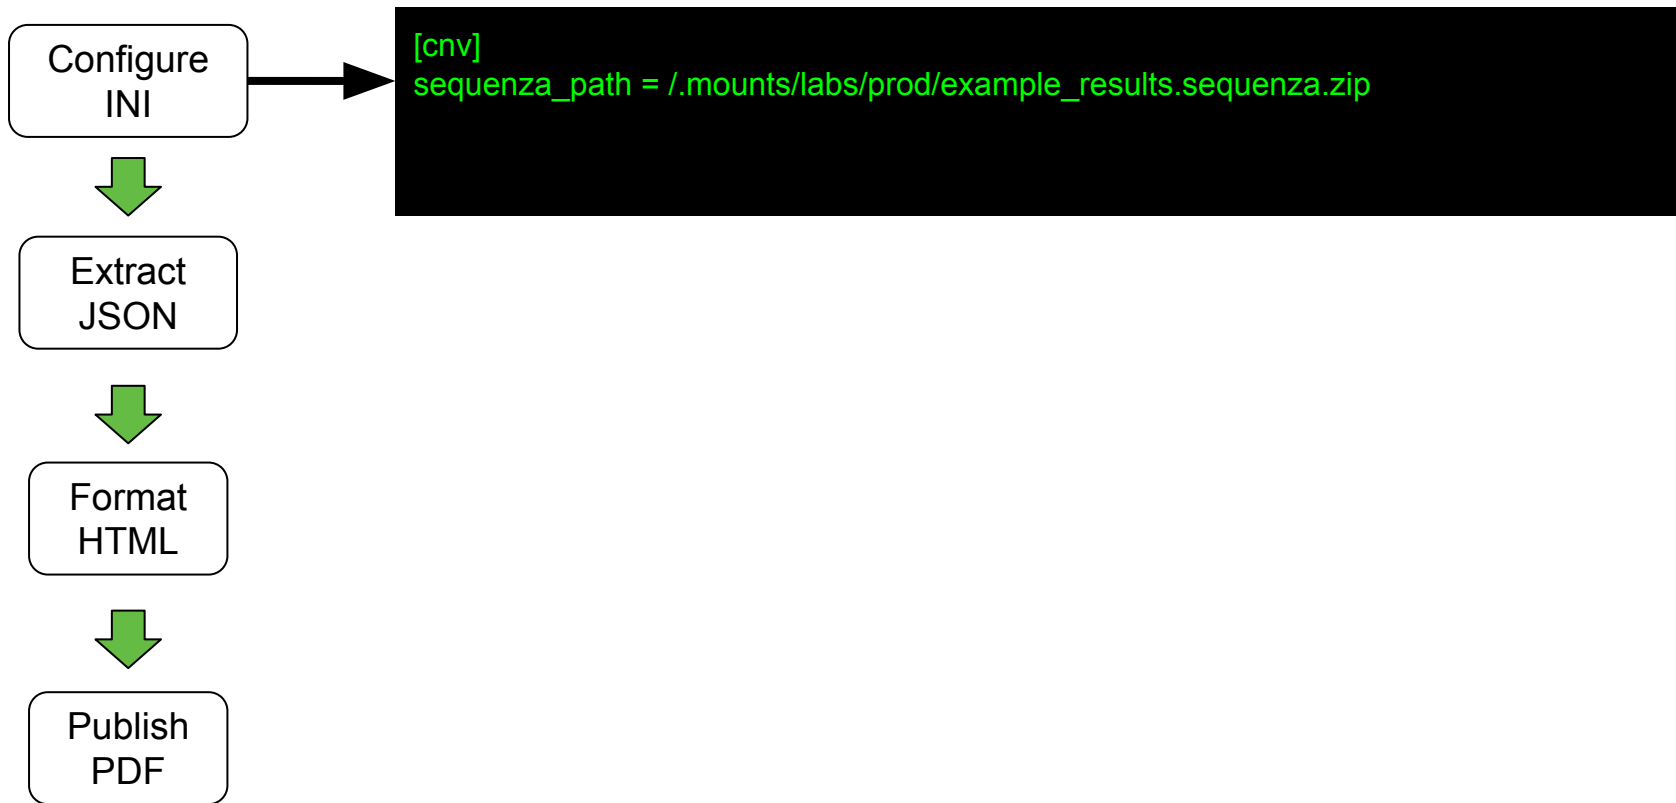 Configure
INI
[cnv]
sequenza_path = /.mounts/labs/prod/example_results.sequenza.zip
Extract
JSON
Format
HTML
Publish
PDF